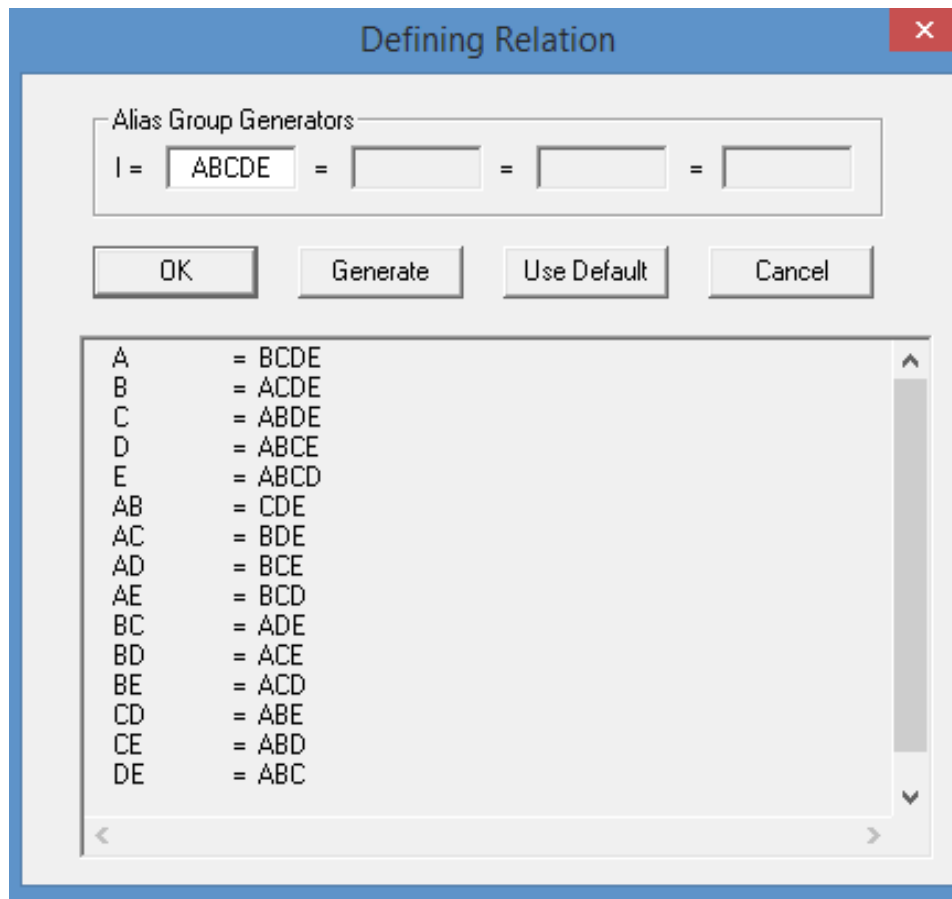 Defining Relation
Alias Group Generators
I = ABCDE = = =
OK Generate Use Default Cancel
A = BCDE
B = ACDE
C = ABDE
D = ABCE
E = ABCD
AB = CDE
AC = BDE
AD = BCE
AE = BCD
BC = ADE
BD = ACE
BE = ACD
CD = ABE
CE = ABD
DE = ABC